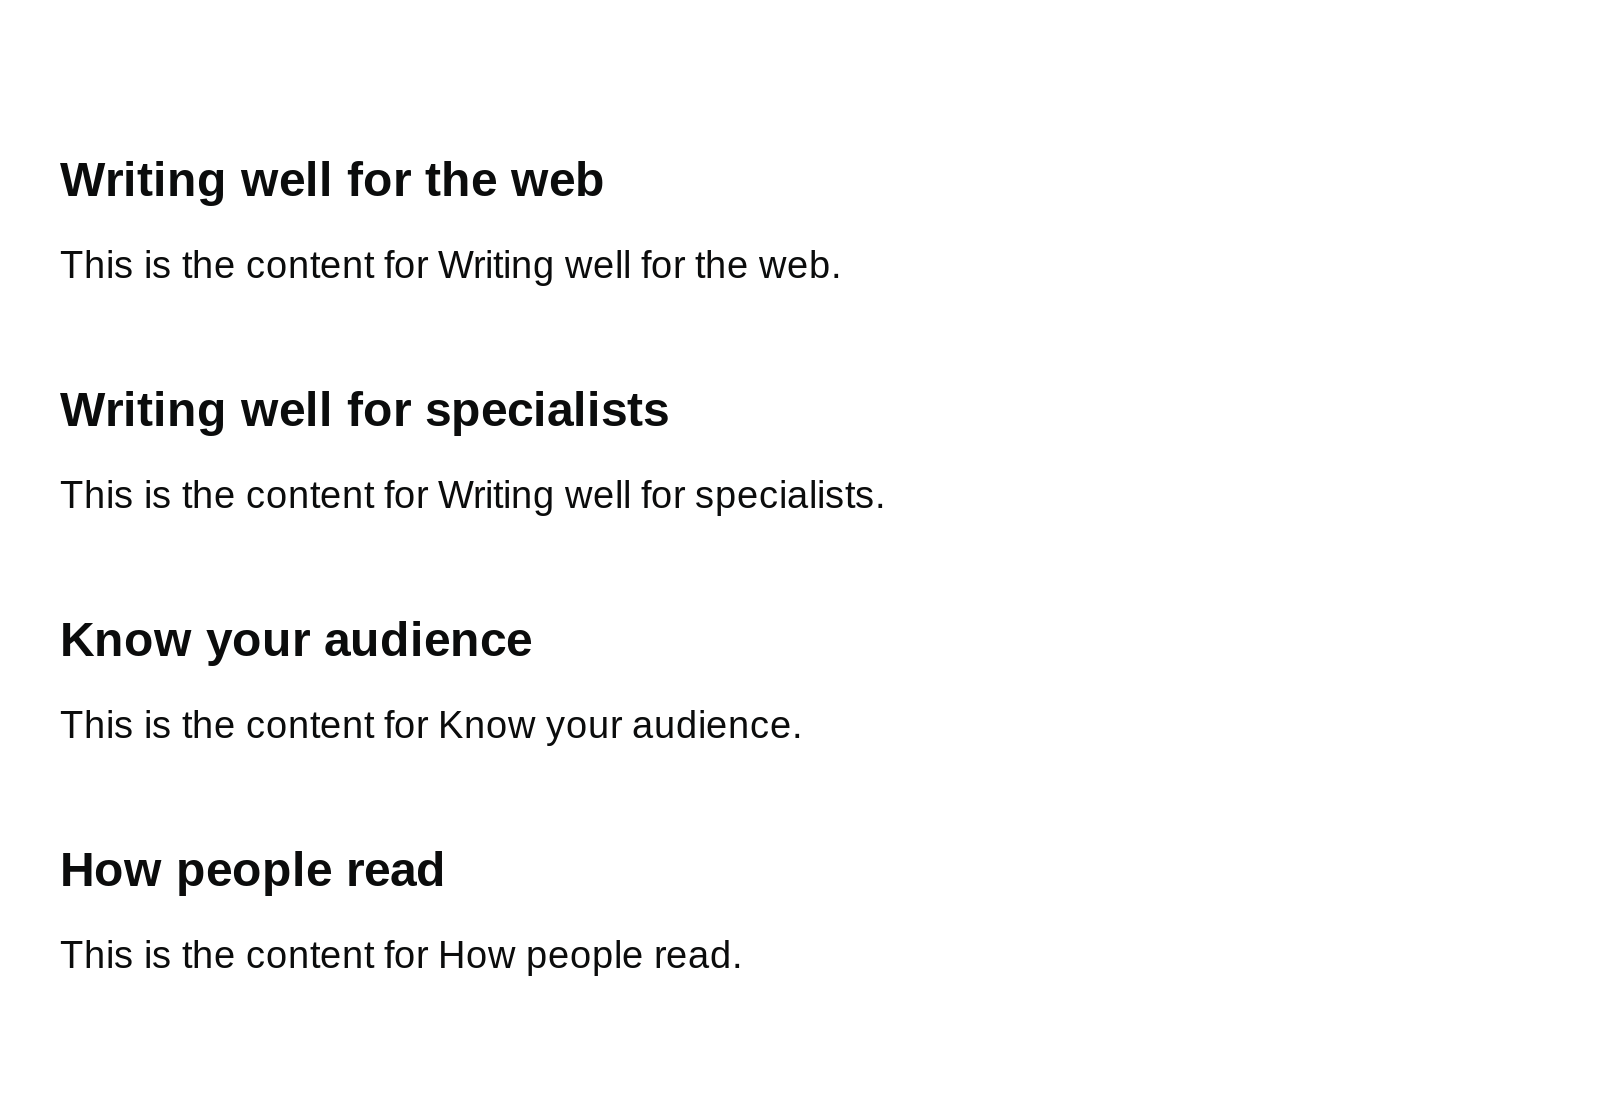 Writing well for the web
This is the content for Writing well for the web.
Writing well for specialists
This is the content for Writing well for specialists.
Know your audience
This is the content for Know your audience.
How people read
This is the content for How people read.